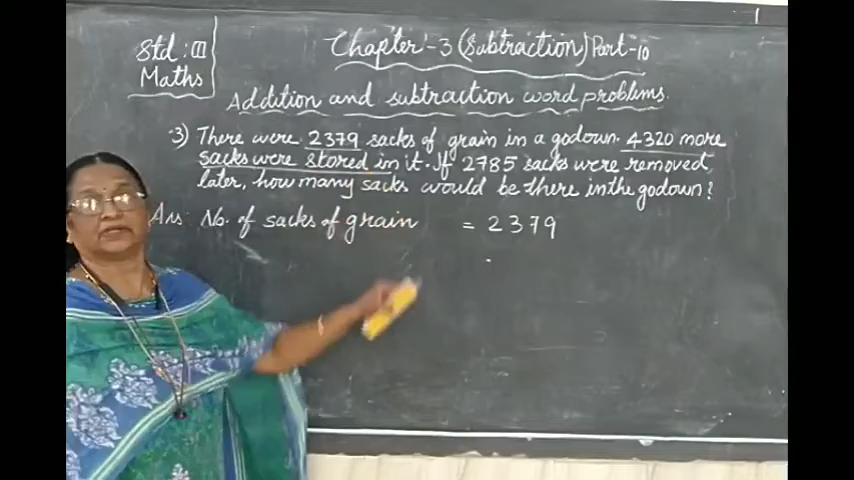 Std : III
Maths
Chapter-3 (Subtraction) Part-10
Addition and subtraction word problems.
3) There were 2379 sacks of grain in a godown. 4320 more
sacks were stored in it. If 2785 sacks were removed
later, how many sacks would be there in the godown?
Ans: No. of sacks of grain = 2379